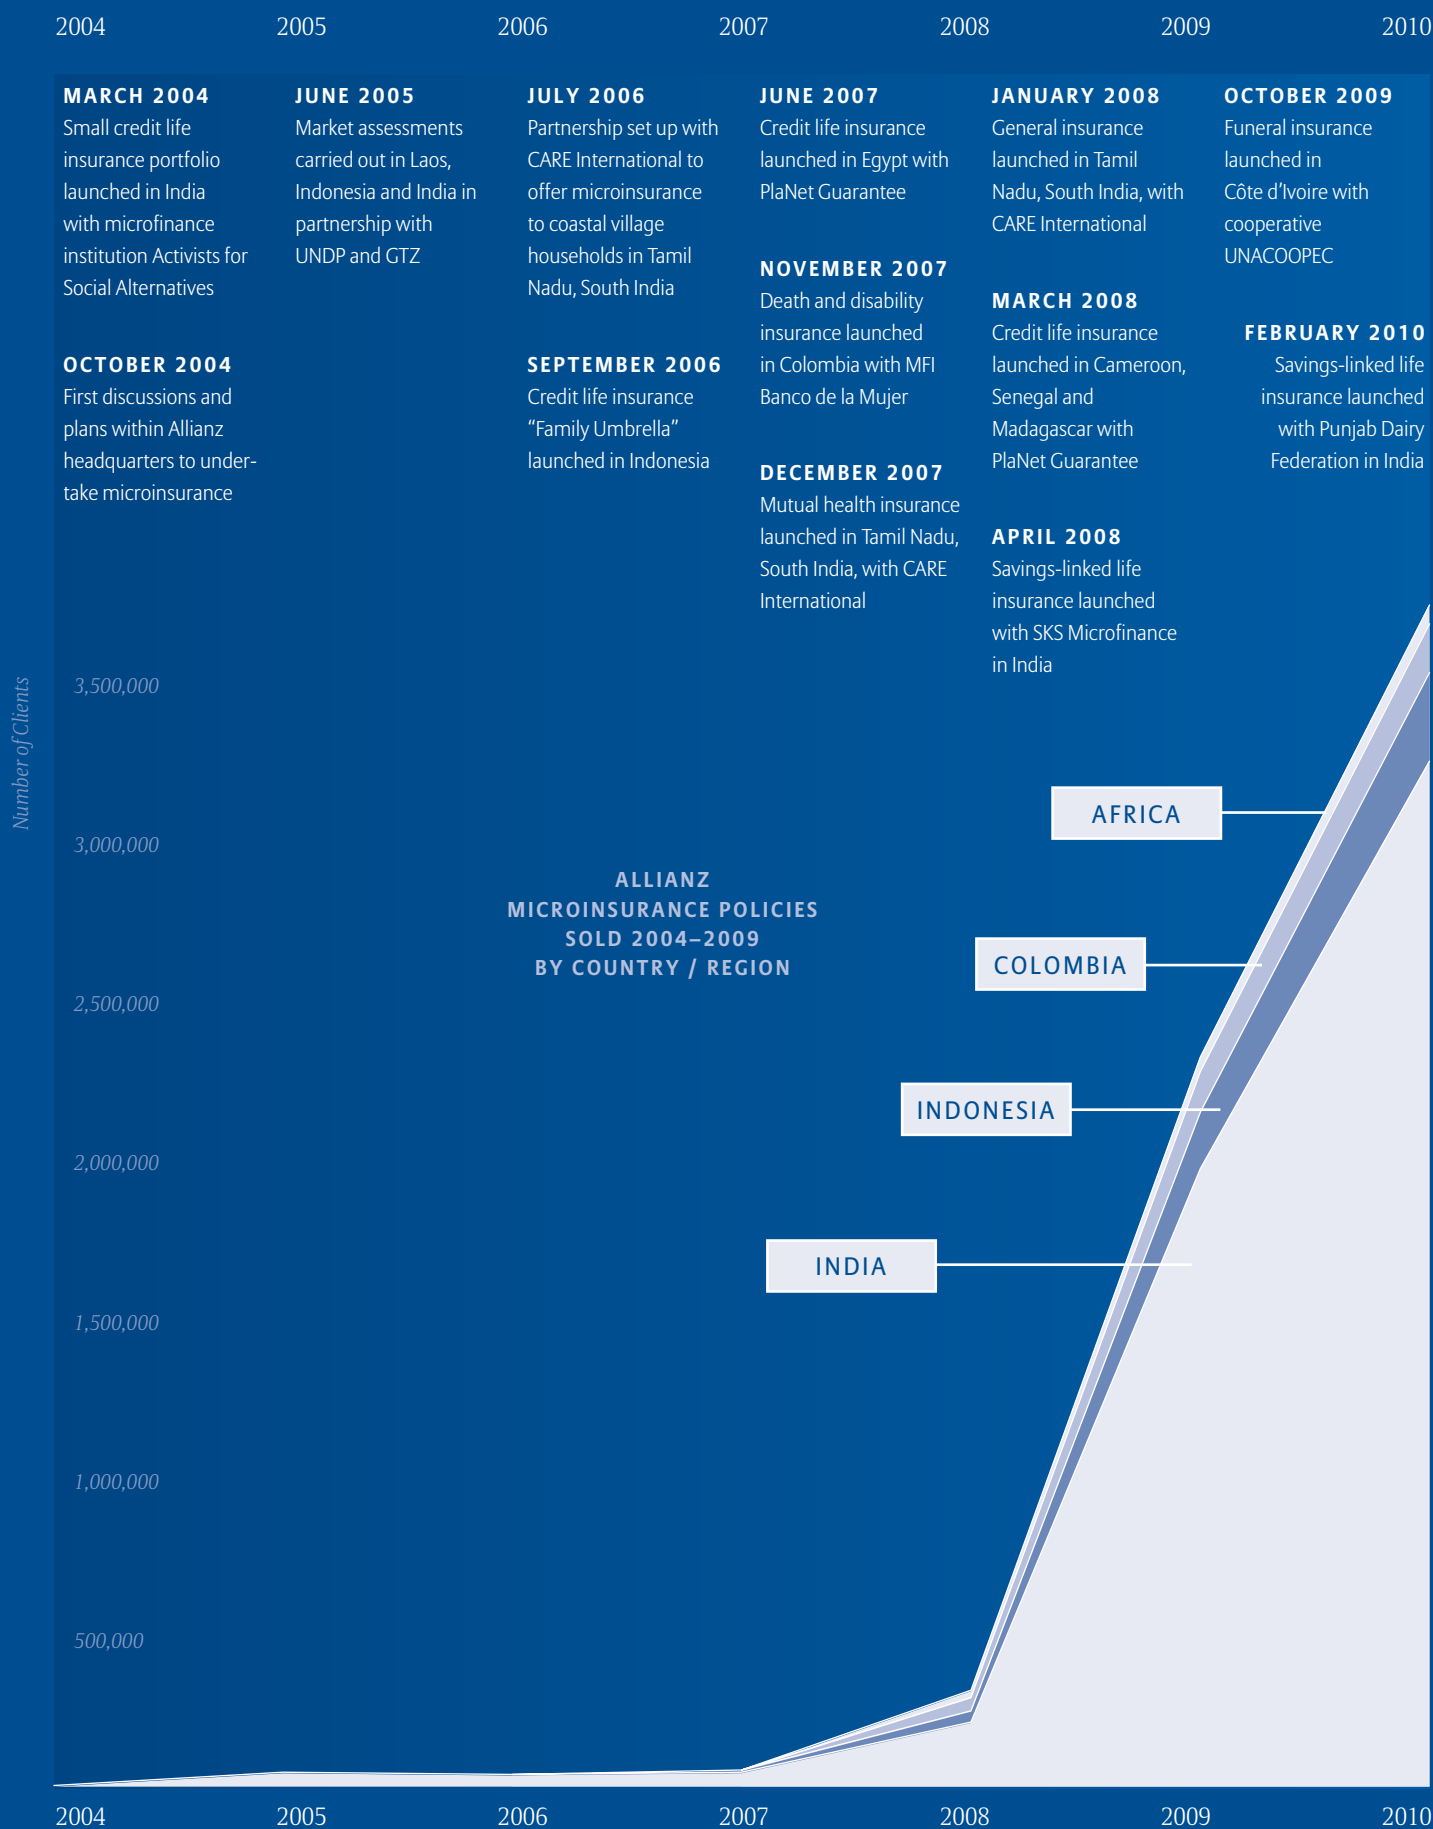 2004 2005 2006 2007 2008 2009 2010
MARCH 2004
Small credit life
insurance portfolio
launched in India
with microfinance
institution Activists for
Social Alternatives
OCTOBER 2004
First discussions and
plans within Allianz
headquarters to under-
take microinsurance
JUNE 2005
Market assessments
carried out in Laos,
Indonesia and India in
partnership with
UNDP and GTZ
JULY 2006
Partnership set up with
CARE International to
offer microinsurance
to coastal village
households in Tamil
Nadu, South India
SEPTEMBER 2006
Credit life insurance
“Family Umbrella”
launched in Indonesia
JUNE 2007
Credit life insurance
launched in Egypt with
PlaNet Guarantee
NOVEMBER 2007
Death and disability
insurance launched
in Colombia with MFI
Banco de la Mujer
DECEMBER 2007
Mutual health insurance
launched in Tamil Nadu,
South India, with CARE
International
JANUARY 2008
General insurance
launched in Tamil
Nadu, South India, with
CARE International
MARCH 2008
Credit life insurance
launched in Cameroon,
Senegal and
Madagascar with
PlaNet Guarantee
APRIL 2008
Savings-linked life
insurance launched
with SKS Microfinance
in India
OCTOBER 2009
Funeral insurance
launched in
Côte d’Ivoire with
cooperative
UNACOOPEC
FEBRUARY 2010
Savings-linked life
insurance launched
with Punjab Dairy
Federation in India
Number of Clients
3,500,000
3,000,000
2,500,000
2,000,000
1,500,000
1,000,000
500,000
ALLIANZ
MICROINSURANCE POLICIES
SOLD 2004–2009
BY COUNTRY / REGION
AFRICA
COLOMBIA
INDONESIA
INDIA
2004 2005 2006 2007 2008 2009 2010